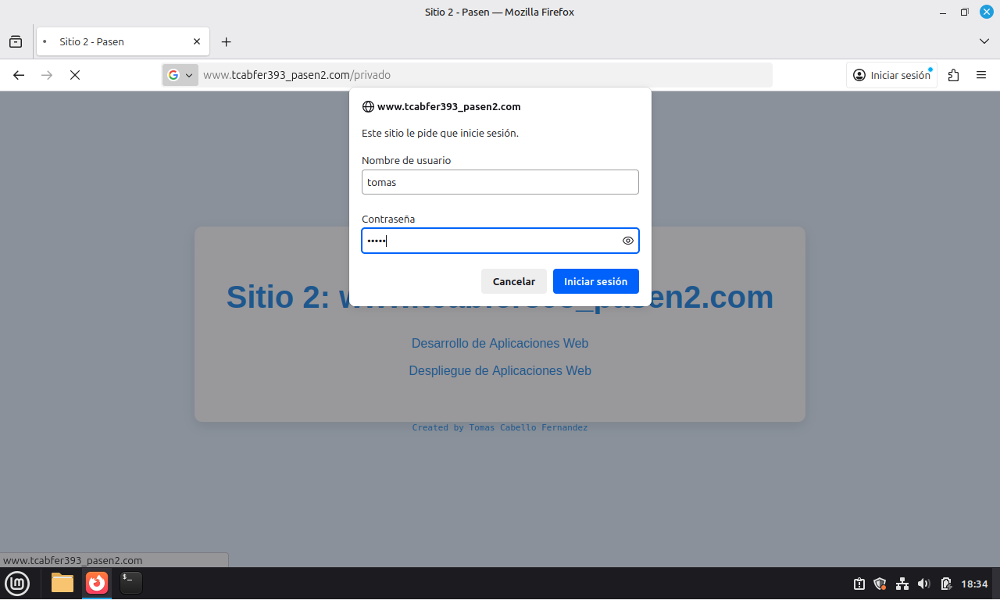 Sitio 2 - Pasen — Mozilla Firefox
Sitio 2 - Pasen
www.tcabfer393_pasen2.com/privado
Iniciar sesión
www.tcabfer393_pasen2.com
Este sitio le pide que inicie sesión.
Nombre de usuario
tomas
Contraseña
•••••
Cancelar
Iniciar sesión
Sitio 2: www.tcabfer393_pasen2.com
Desarrollo de Aplicaciones Web
Despliegue de Aplicaciones Web
Created by Tomas Cabello Fernandez
www.tcabfer393_pasen2.com
18:34